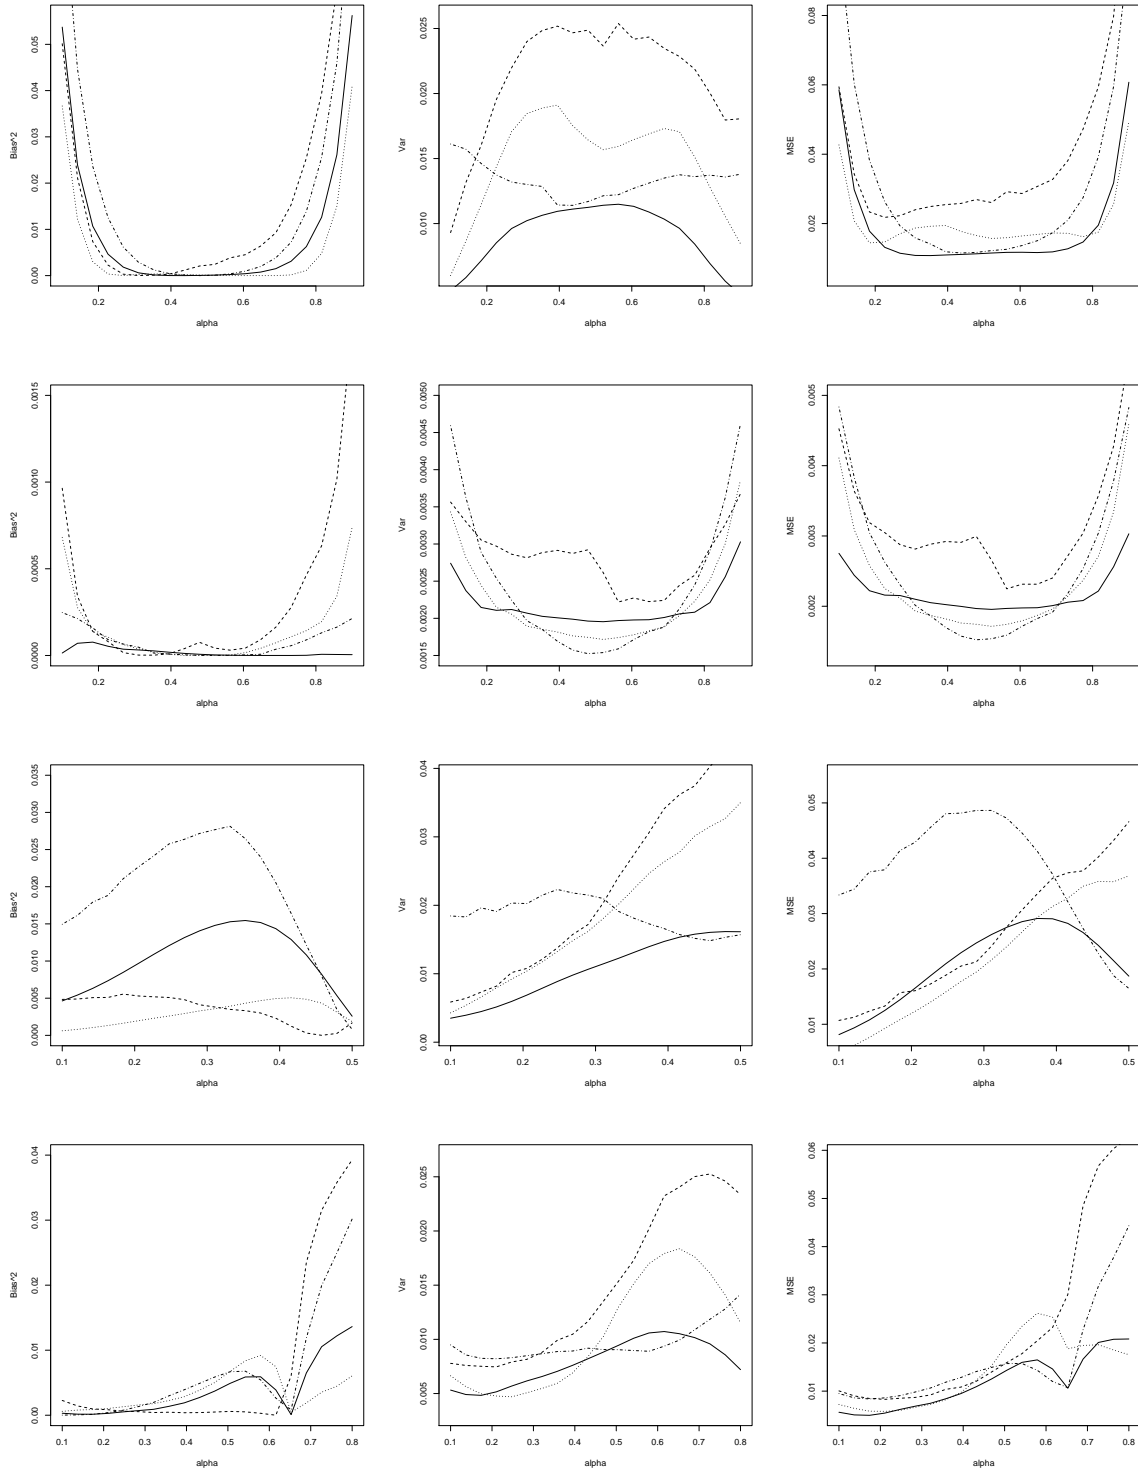 0.00 0.01 0.02 0.03 0.04 0.05
Bias^2
0.2 0.4 0.6 0.8
alpha
0.010 0.015 0.020 0.025
Var
0.2 0.4 0.6 0.8
alpha
0.02 0.04 0.06 0.08
MSE
0.2 0.4 0.6 0.8
alpha
0.0000 0.0005 0.0010 0.0015
Bias^2
0.2 0.4 0.6 0.8
alpha
0.0015 0.0020 0.0025 0.0030 0.0035 0.0040 0.0045 0.0050
Var
0.2 0.4 0.6 0.8
alpha
0.002 0.003 0.004 0.005
MSE
0.2 0.4 0.6 0.8
alpha
0.000 0.005 0.010 0.015 0.020 0.025 0.030 0.035
Bias^2
0.1 0.2 0.3 0.4 0.5
alpha
0.00 0.01 0.02 0.03 0.04
Var
0.1 0.2 0.3 0.4 0.5
alpha
0.01 0.02 0.03 0.04 0.05
MSE
0.1 0.2 0.3 0.4 0.5
alpha
0.00 0.01 0.02 0.03 0.04
Bias^2
0.1 0.2 0.3 0.4 0.5 0.6 0.7 0.8
alpha
0.005 0.010 0.015 0.020 0.025
Var
0.1 0.2 0.3 0.4 0.5 0.6 0.7 0.8
alpha
0.01 0.02 0.03 0.04 0.05 0.06
MSE
0.1 0.2 0.3 0.4 0.5 0.6 0.7 0.8
alpha